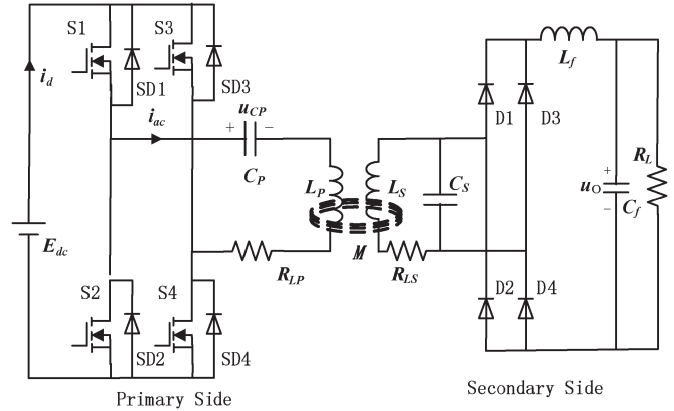 S1
S3
SD1
SD3
i_d
i_ac
+ u_CP −
C_P
L_P
L_S
C_S
M
R_LP
R_LS
E_dc
S2
S4
SD2
SD4
D1
D3
D2
D4
L_f
R_L
+
u_O
−
C_f
Primary Side
Secondary Side